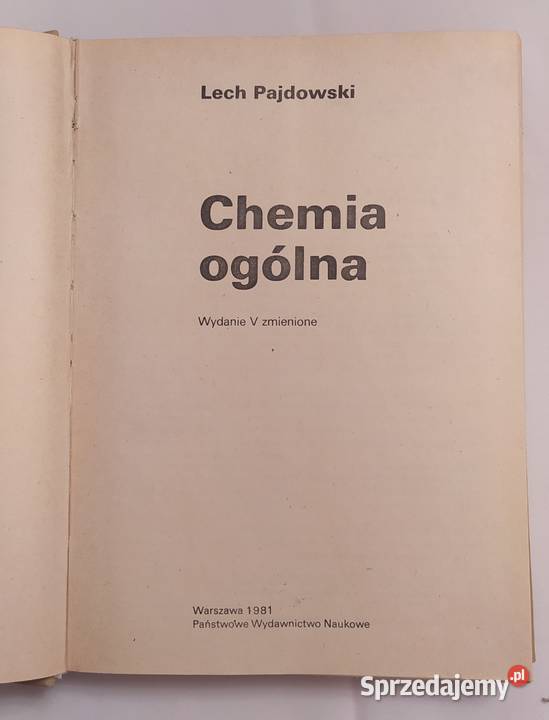 Lech Pajdowski
Chemia
ogólna
Wydanie V zmienione
Warszawa 1981
Państwowe Wydawnictwo Naukowe
Sprzedajemy.pl